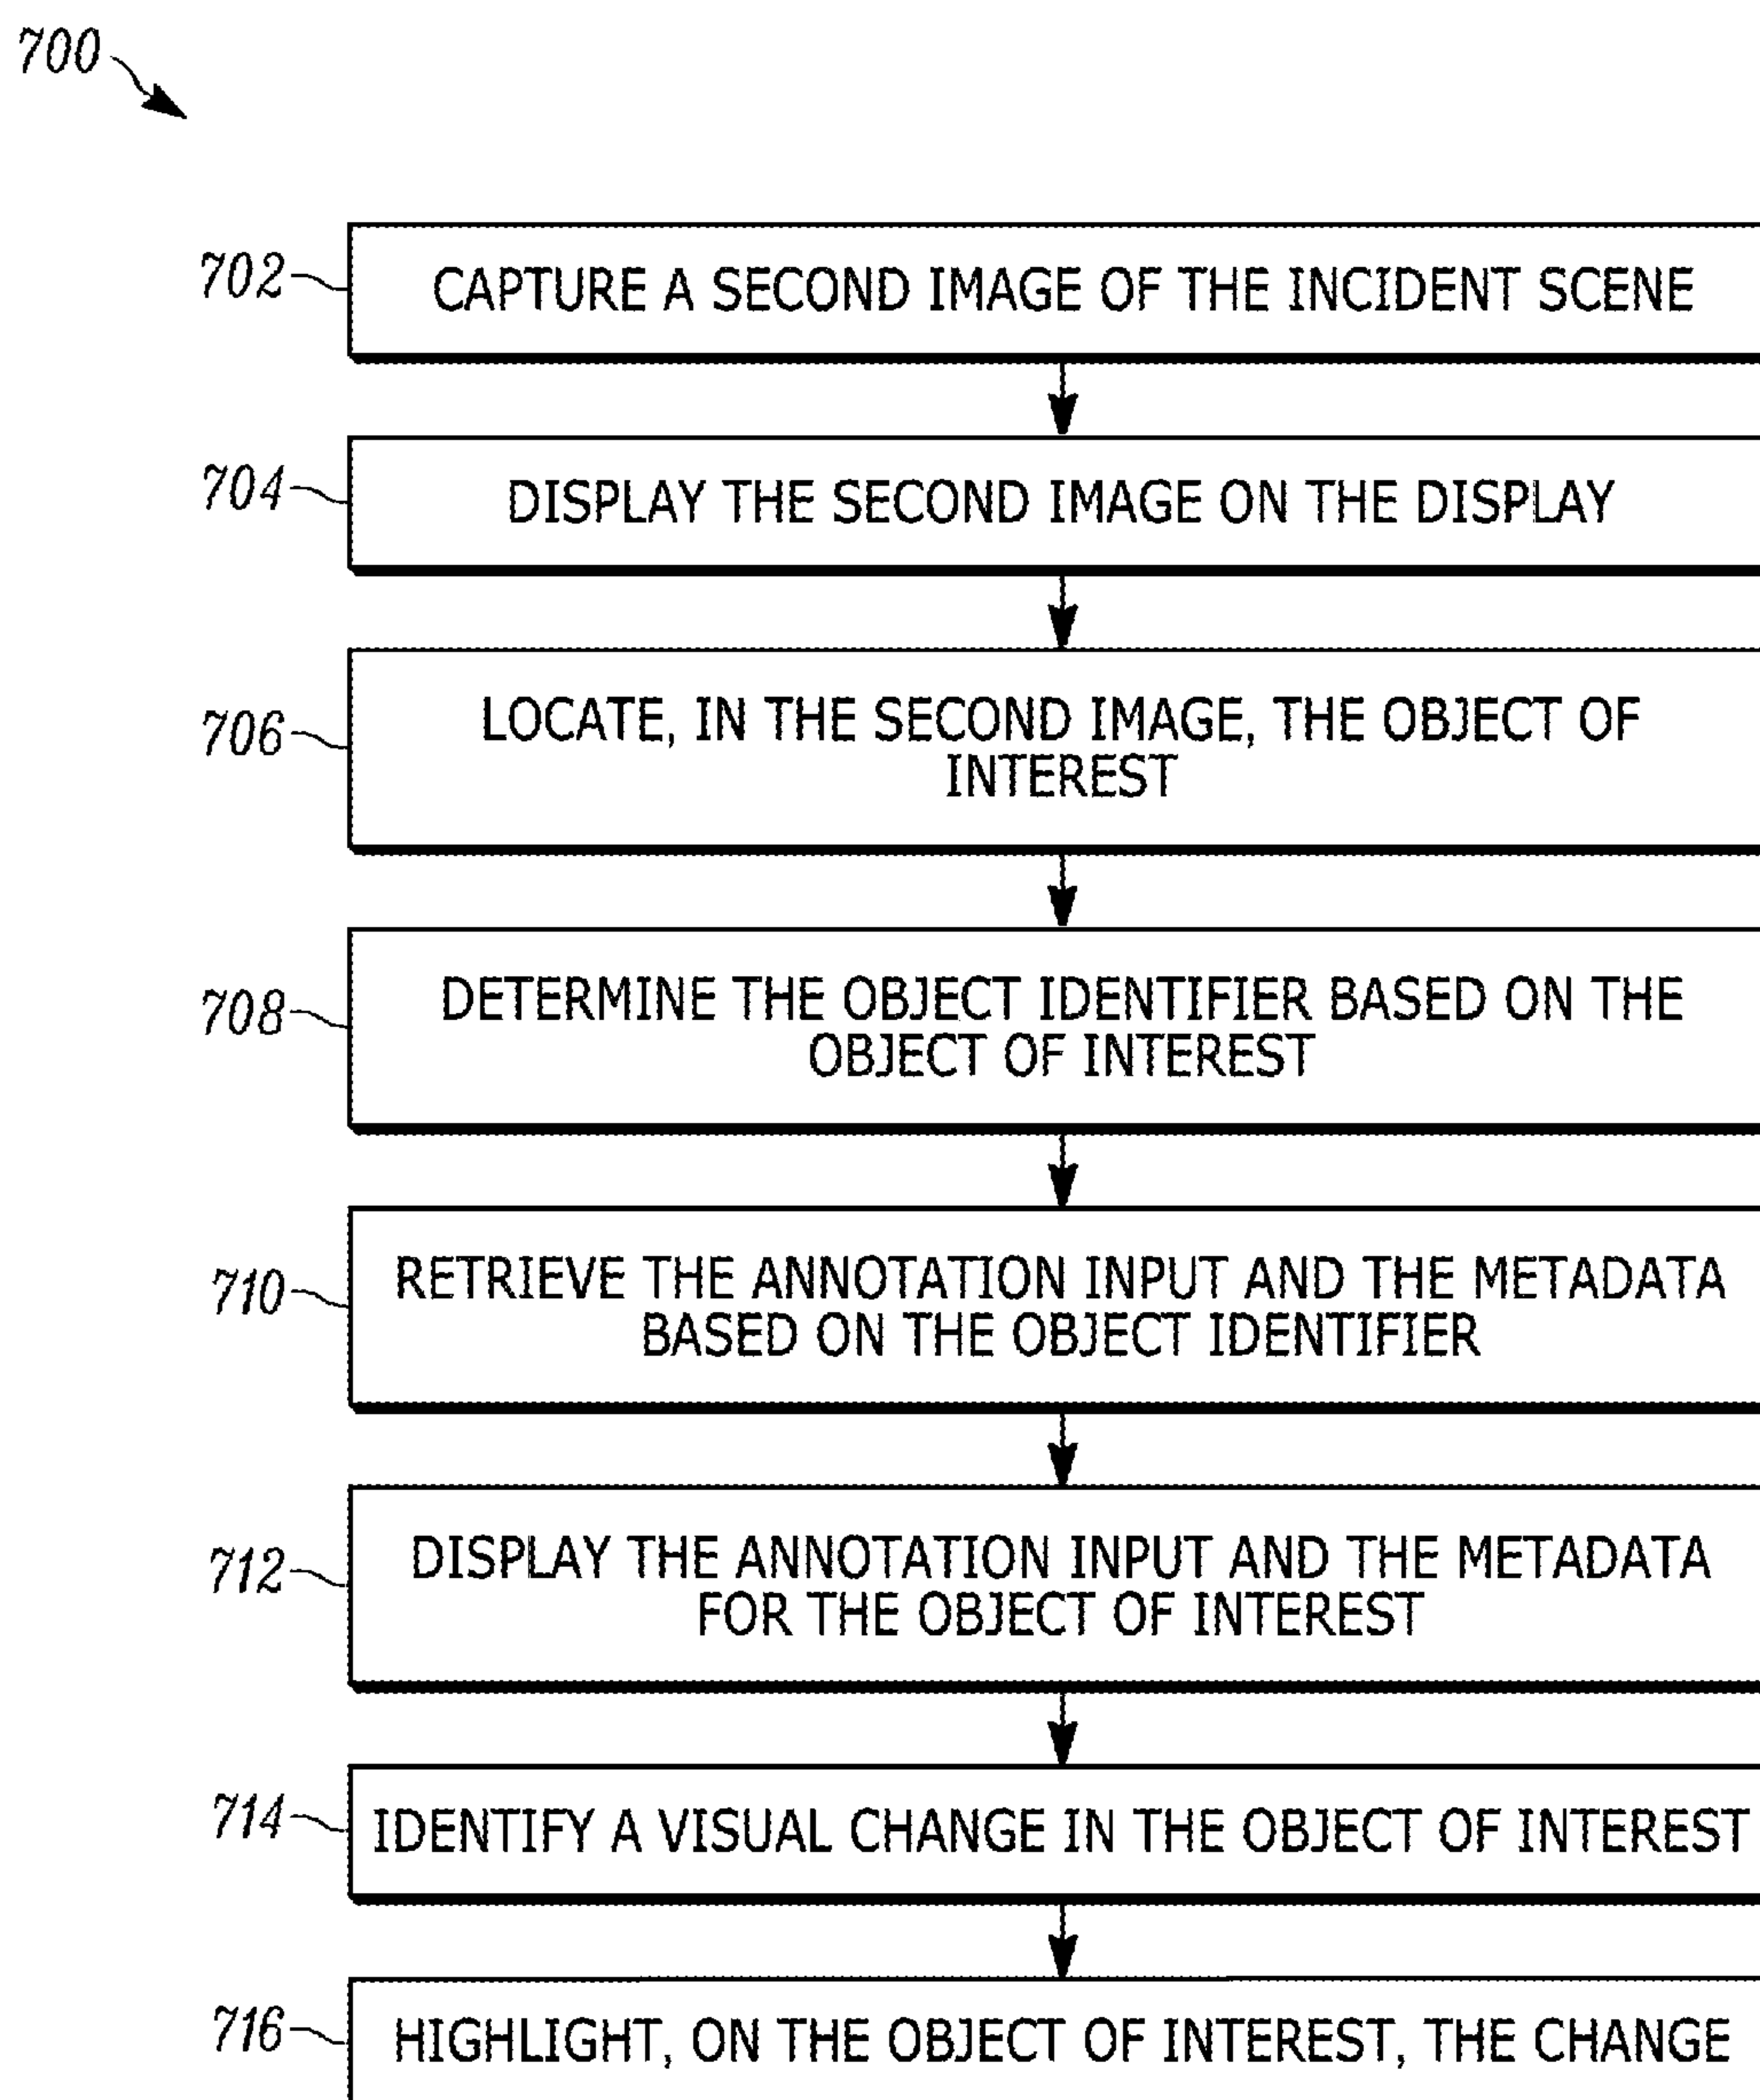 700
702
CAPTURE A SECOND IMAGE OF THE INCIDENT SCENE
704
DISPLAY THE SECOND IMAGE ON THE DISPLAY
706
LOCATE, IN THE SECOND IMAGE, THE OBJECT OF
INTEREST
708
DETERMINE THE OBJECT IDENTIFIER BASED ON THE
OBJECT OF INTEREST
710
RETRIEVE THE ANNOTATION INPUT AND THE METADATA
BASED ON THE OBJECT IDENTIFIER
712
DISPLAY THE ANNOTATION INPUT AND THE METADATA
FOR THE OBJECT OF INTEREST
714
IDENTIFY A VISUAL CHANGE IN THE OBJECT OF INTEREST
716
HIGHLIGHT, ON THE OBJECT OF INTEREST, THE CHANGE